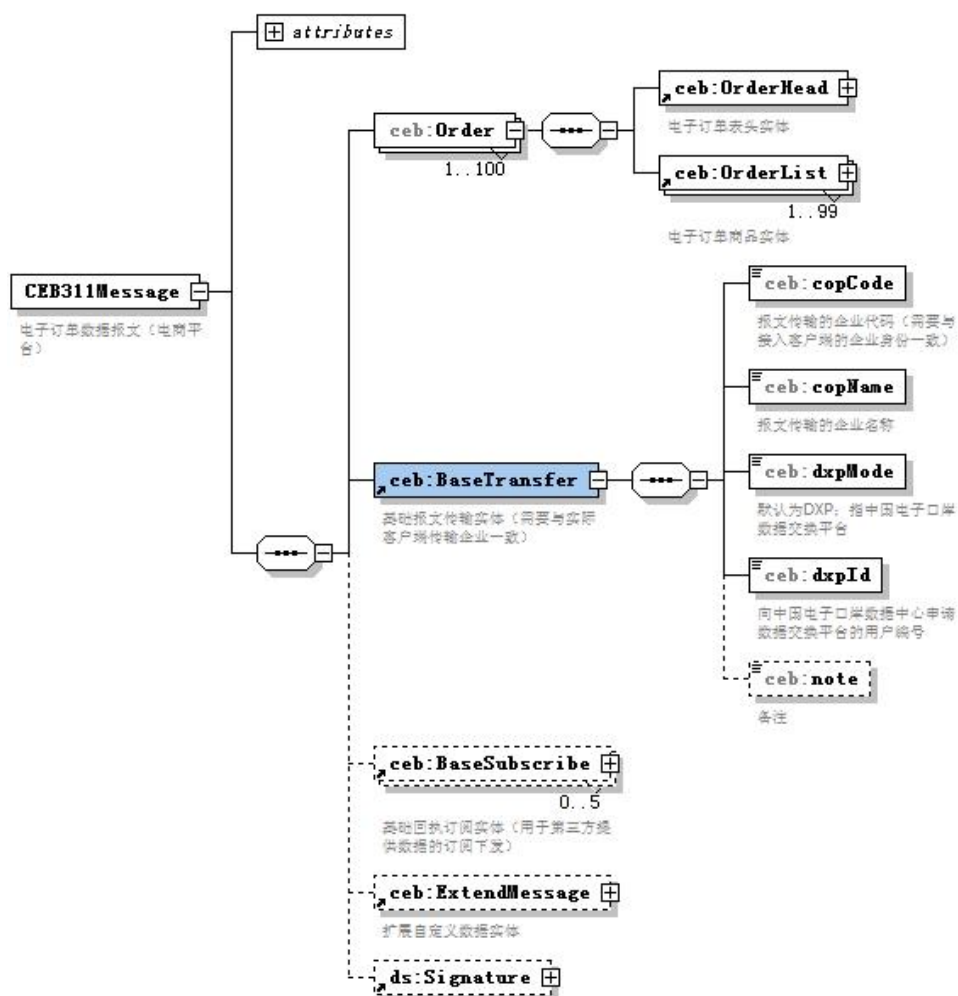 attributes
ceb:OrderHead
电子订单表头实体
ceb:Order
1..100
ceb:OrderList
1..99
电子订单商品实体
CEB311Message
电子订单数据报文（电商平
台）
ceb:copCode
报文传输的企业代码（需要与
接入客户端的企业身份一致）
ceb:copName
报文传输的企业名称
ceb:BaseTransfer
基础报文传输实体（需要与实际
客户端传输企业一致）
ceb:dxpMode
默认为DXP；指中国电子口岸
数据交换平台
ceb:dxpId
向中国电子口岸数据中心申请
数据交换平台的用户编号
ceb:note
备注
ceb:BaseSubscribe
0..5
基础回执订阅实体（用于第三方提
供数据的订阅下发）
ceb:ExtendMessage
扩展自定义数据实体
ds:Signature